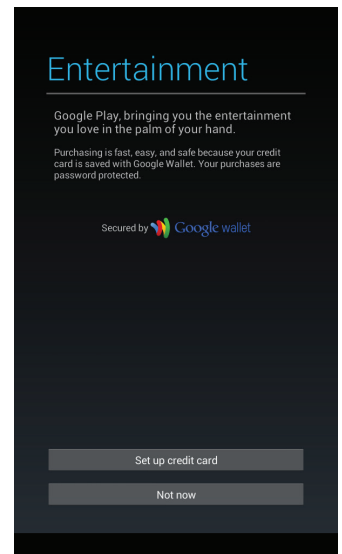 Entertainment
Google Play, bringing you the entertainment
you love in the palm of your hand.
Purchasing is fast, easy, and safe because your credit
card is saved with Google Wallet. Your purchases are
password protected.
Secured by Google wallet
Set up credit card
Not now